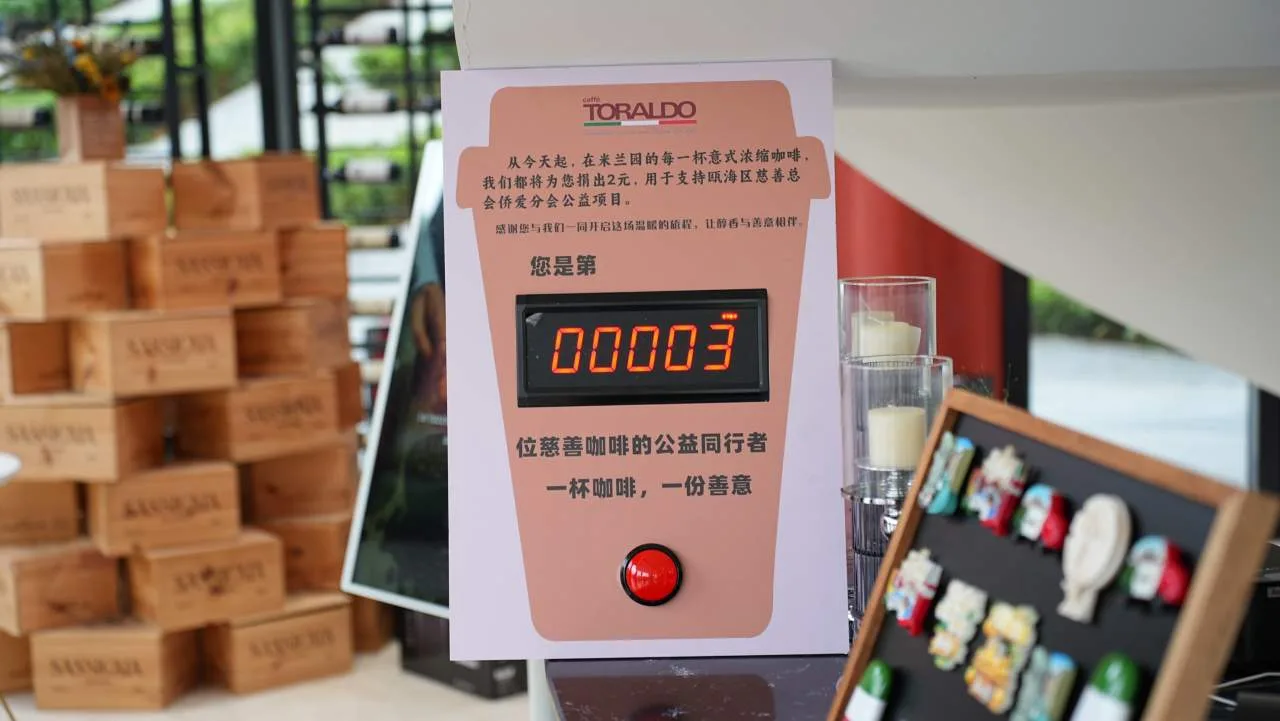 caffè
TORALDO
从今天起，在米兰园的每一杯意式浓缩咖啡，
我们都将为您捐出2元，用于支持瓯海区慈善总
会侨爱分会公益项目。
感谢您与我们一同开启这场温暖的旅程，让醇香与善意相伴。
您是第
00003
位慈善咖啡的公益同行者
一杯咖啡，一份善意
SASSICAIA
SASSICAIA